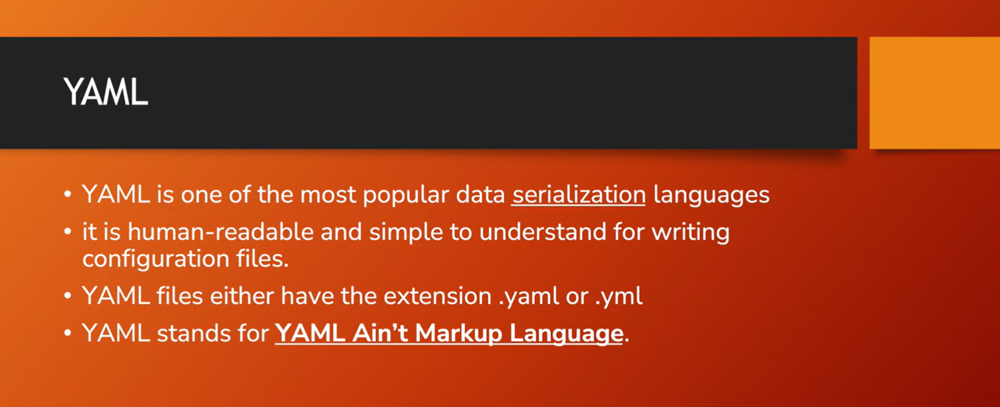 YAML
• YAML is one of the most popular data serialization languages
• it is human-readable and simple to understand for writing
configuration files.
• YAML files either have the extension .yaml or .yml
• YAML stands for YAML Ain’t Markup Language.